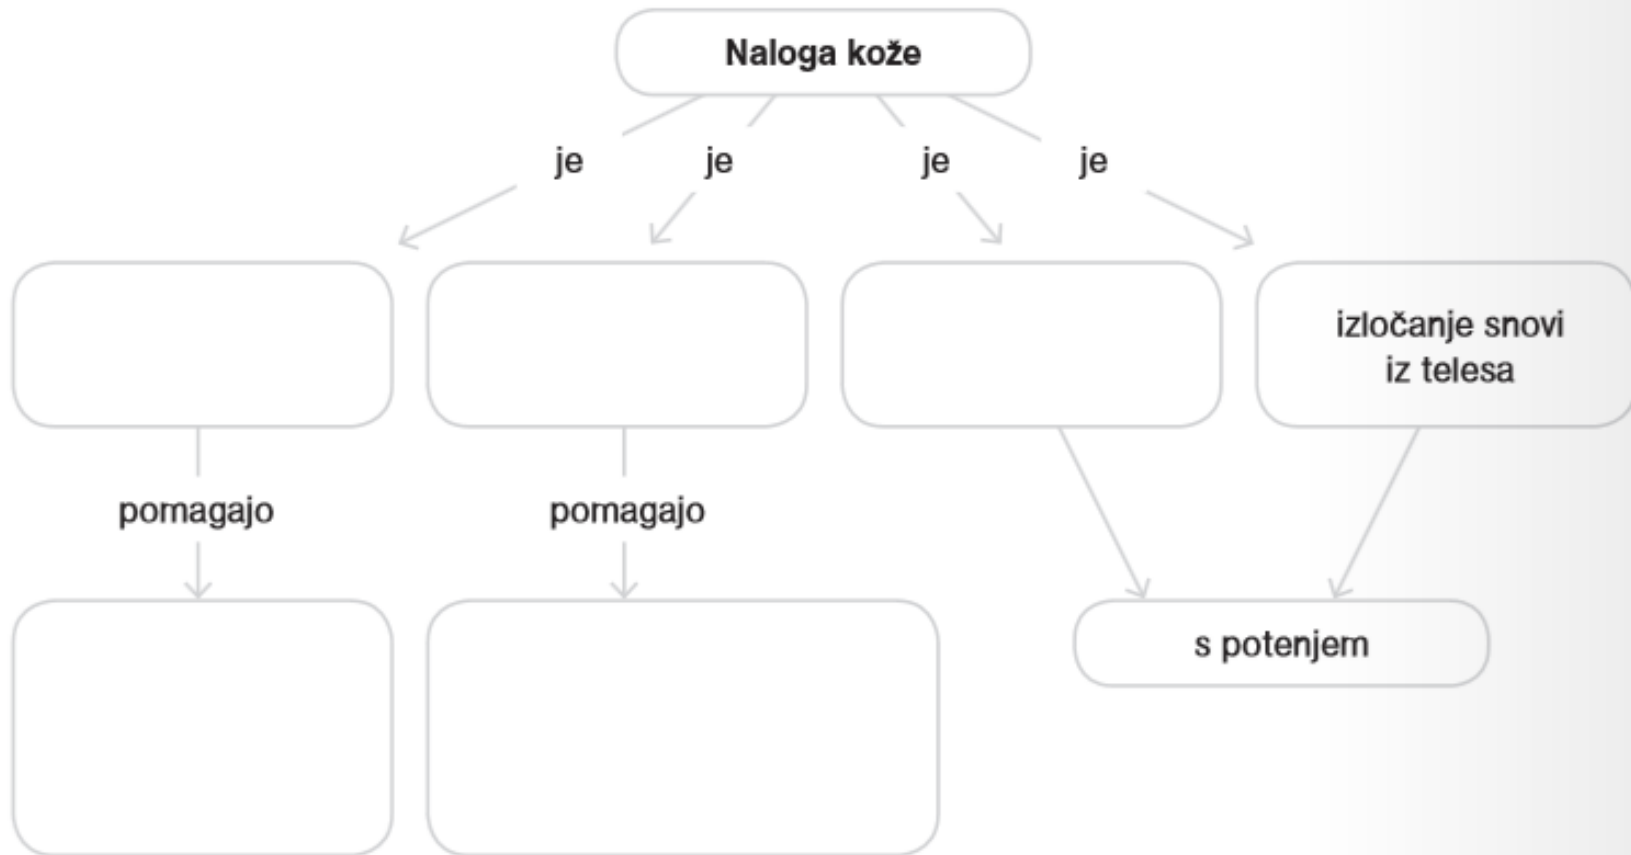 Naloga kože
je
je
je
je
izločanje snovi
iz telesa
pomagajo
pomagajo
s potenjem